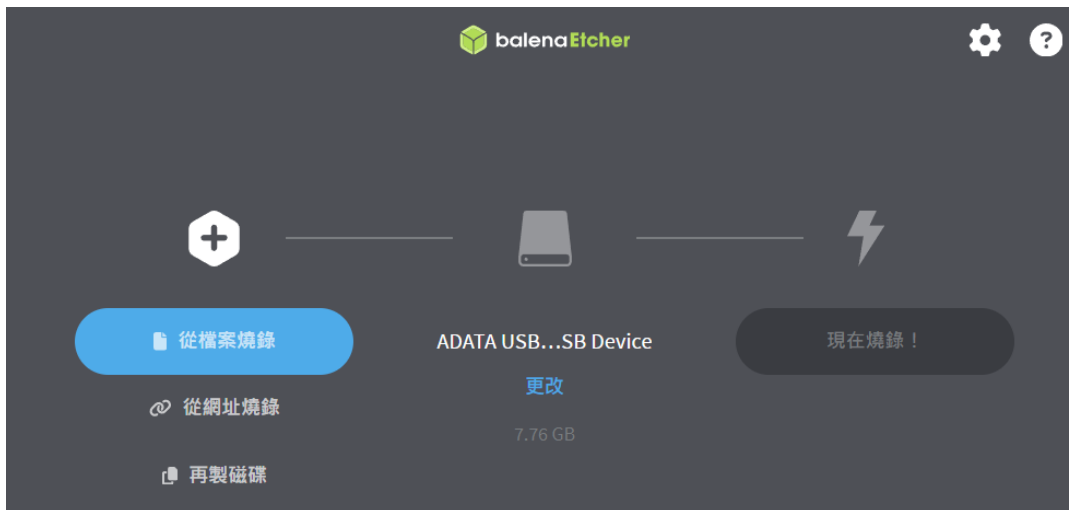 balenaEtcher
從檔案燒錄
從網址燒錄
再製磁碟
ADATA USB...SB Device
更改
7.76 GB
現在燒錄！